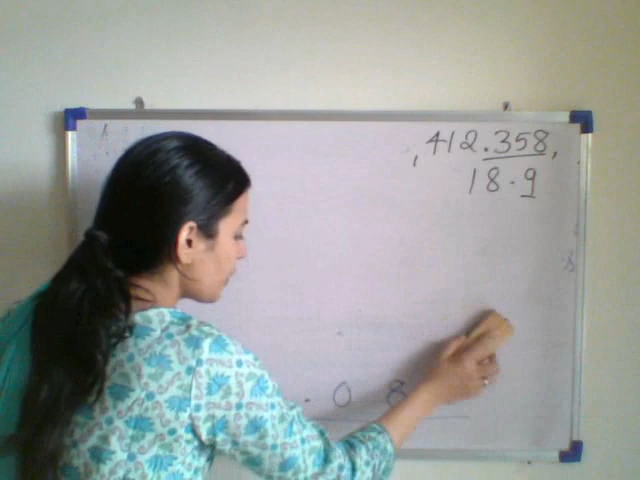 ,412.358,
18.9
. 0 8